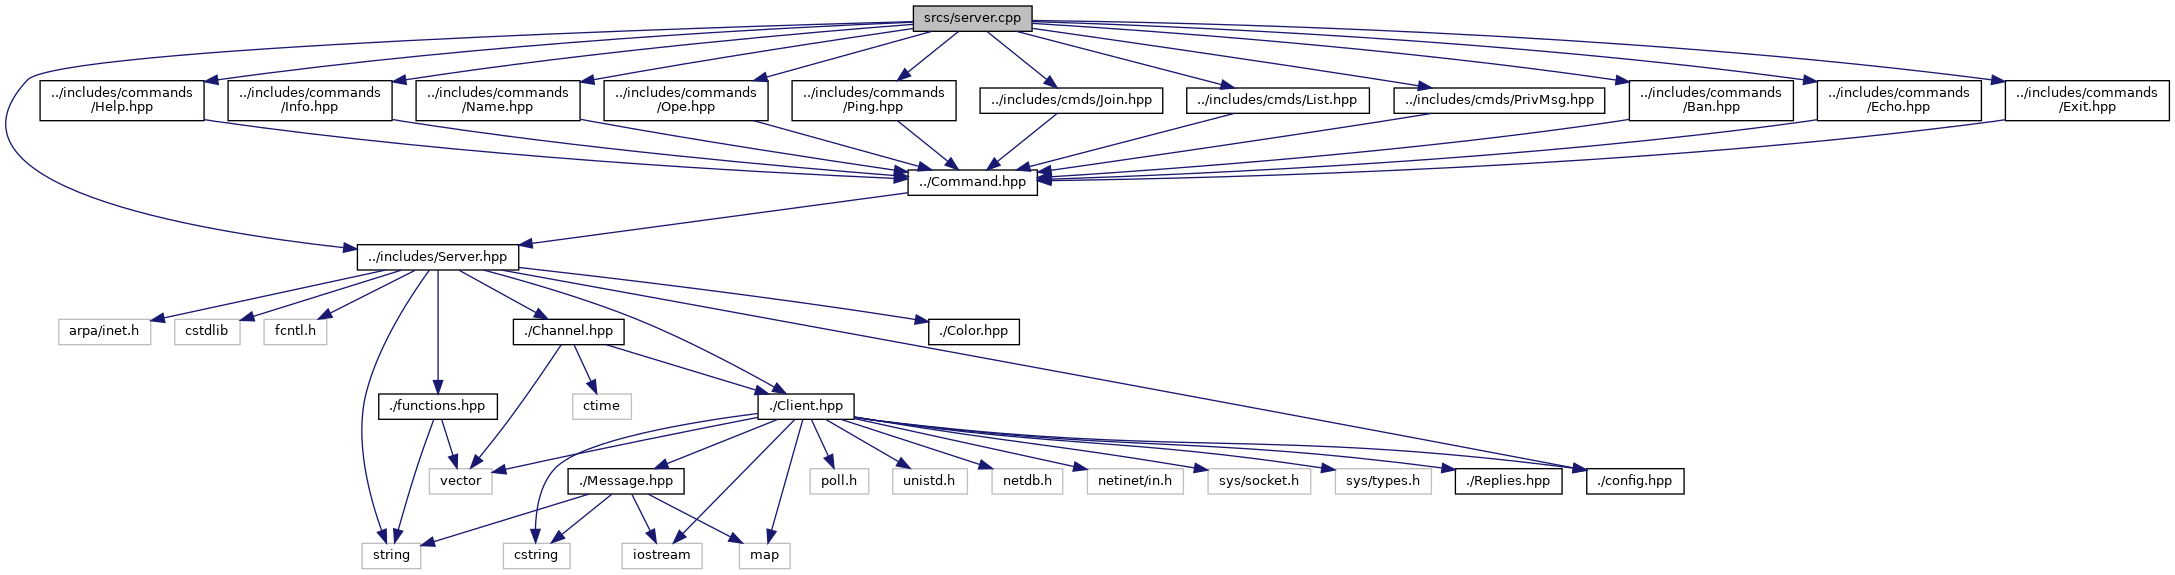 srcs/server.cpp
../includes/commands
/Help.hpp
../includes/commands
/Info.hpp
../includes/commands
/Name.hpp
../includes/commands
/Ope.hpp
../includes/commands
/Ping.hpp
../includes/cmds/Join.hpp
../includes/cmds/List.hpp
../includes/cmds/PrivMsg.hpp
../includes/commands
/Ban.hpp
../includes/commands
/Echo.hpp
../includes/commands
/Exit.hpp
../Command.hpp
../includes/Server.hpp
arpa/inet.h
cstdlib
fcntl.h
./Channel.hpp
./Color.hpp
./functions.hpp
ctime
./Client.hpp
vector
./Message.hpp
poll.h
unistd.h
netdb.h
netinet/in.h
sys/socket.h
sys/types.h
./Replies.hpp
./config.hpp
string
cstring
iostream
map